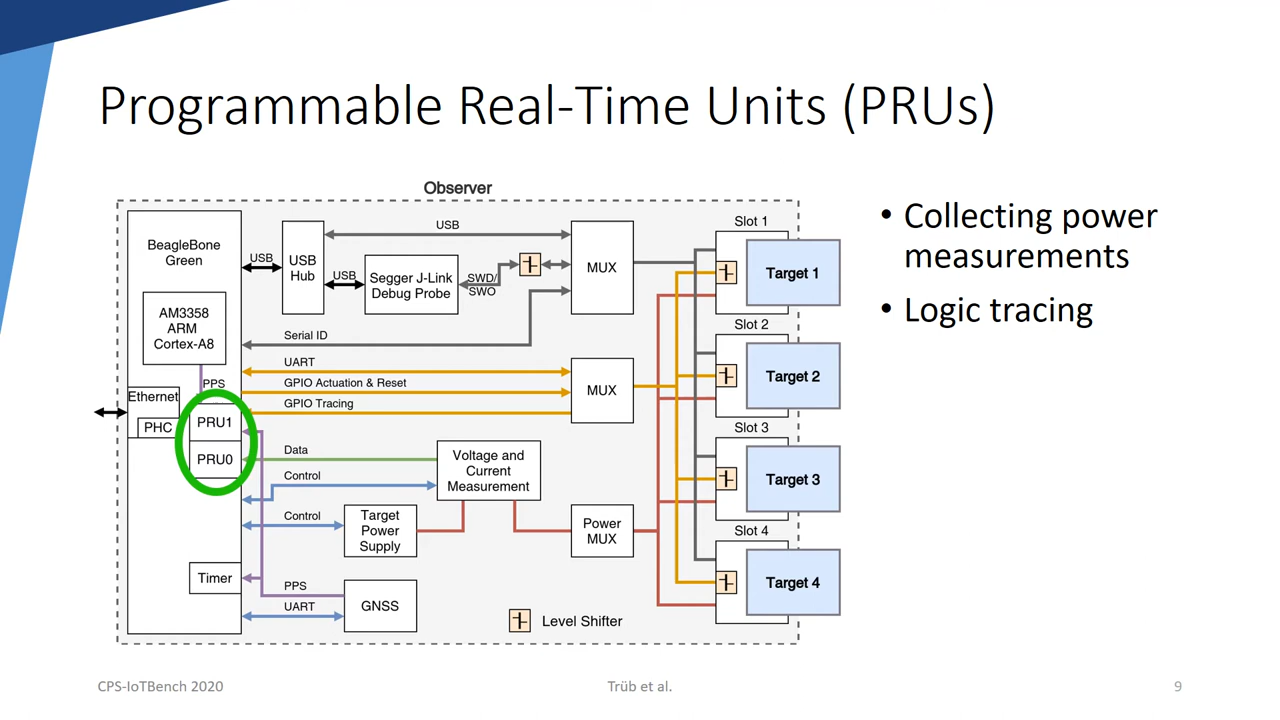 Programmable Real-Time Units (PRUs)
Observer
BeagleBone
Green
AM3358
ARM
Cortex-A8
PPS
Ethernet
PHC
PRU1
PRU0
Timer
USB
USB
Hub
USB
USB
Segger J-Link
Debug Probe
SWD/
SWO
MUX
Serial ID
UART
GPIO Actuation & Reset
GPIO Tracing
MUX
Data
Control
Voltage and
Current
Measurement
Control
Target
Power
Supply
Power
MUX
PPS
UART
GNSS
Level Shifter
Slot 1
Target 1
Slot 2
Target 2
Slot 3
Target 3
Slot 4
Target 4
• Collecting power
measurements
• Logic tracing
CPS-IoTBench 2020
Trüb et al.
9